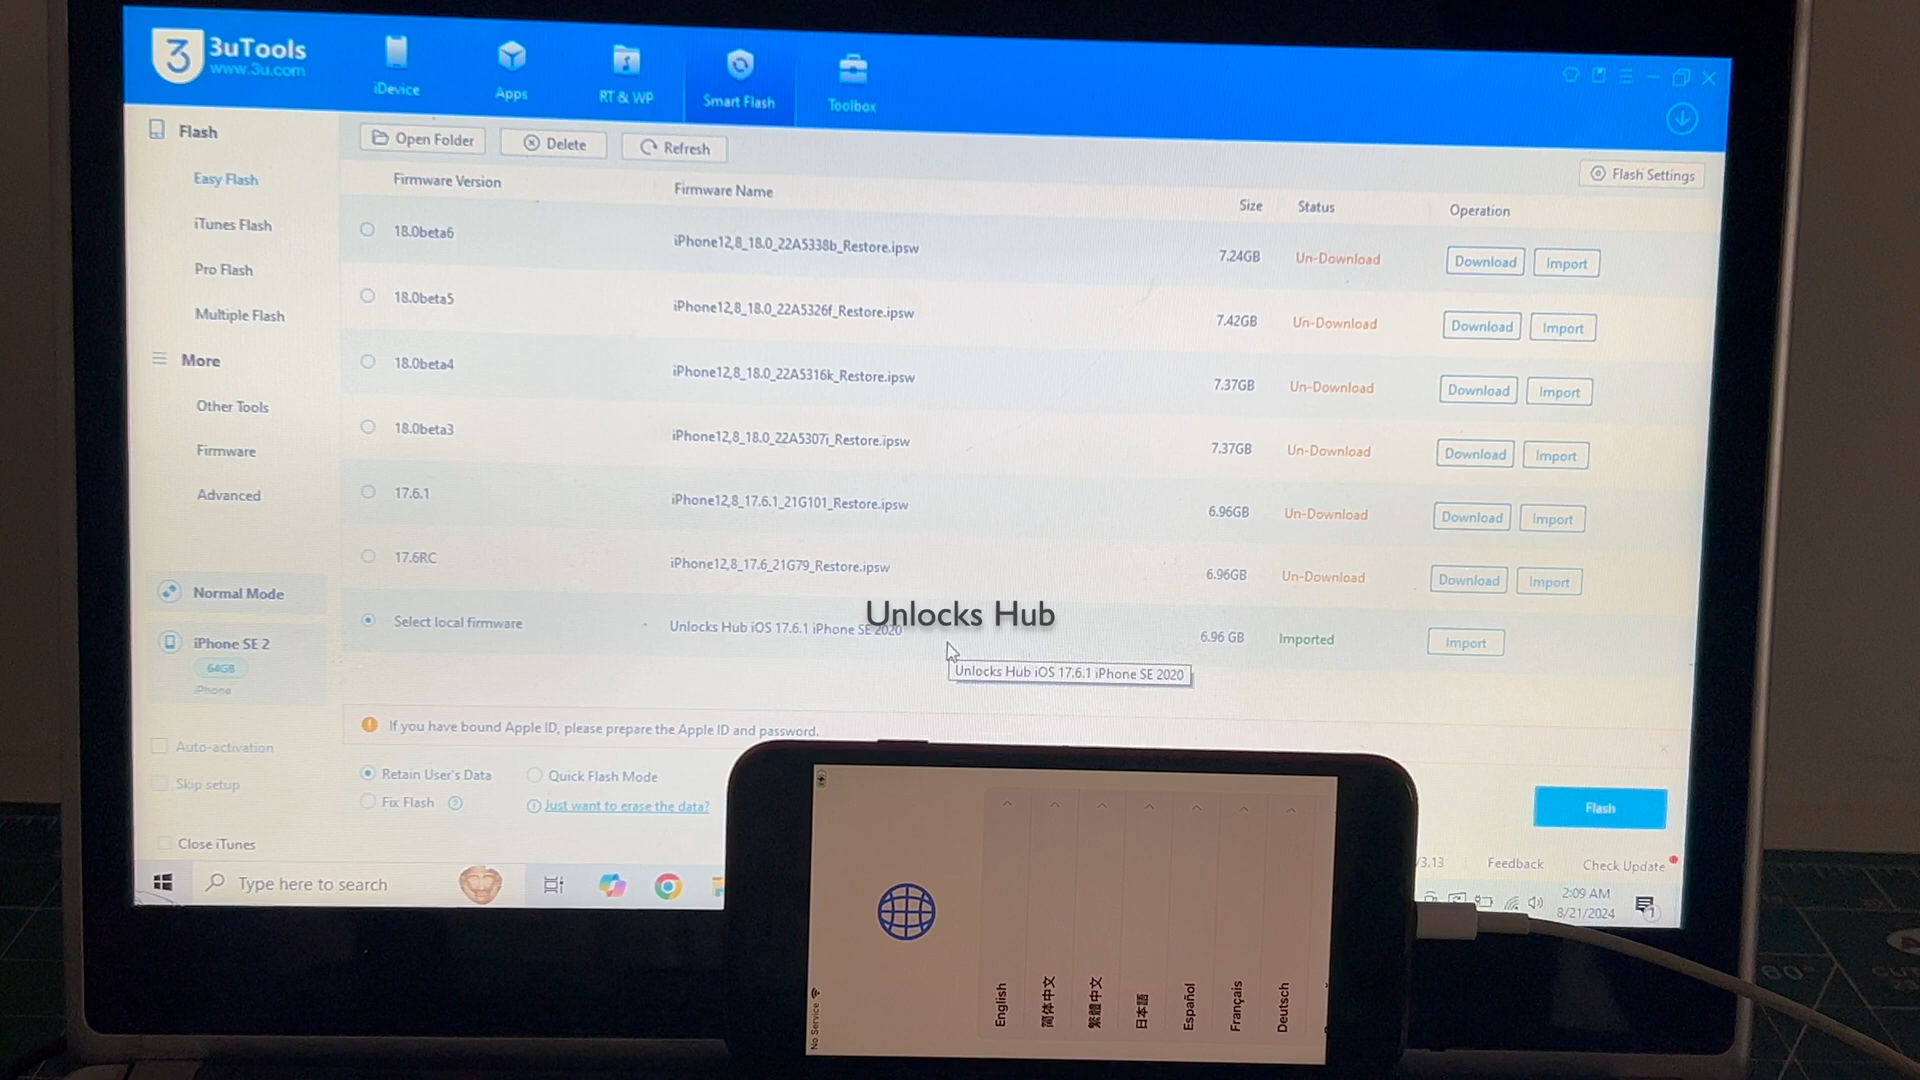 3uTools
www.3u.com
iDevice
Apps
RT & WP
Smart Flash
Toolbox
Flash
Easy Flash
iTunes Flash
Pro Flash
Multiple Flash
More
Other Tools
Firmware
Advanced
Normal Mode
iPhone SE 2
64GB
iPhone
Auto-activation
Skip setup
Close iTunes
Open Folder
Delete
Refresh
Flash Settings
Firmware Version
Firmware Name
Size
Status
Operation
18.0beta6 iPhone12,8_18.0_22A5338b_Restore.ipsw 7.24GB Un-Download Download Import
18.0beta5 iPhone12,8_18.0_22A5326f_Restore.ipsw 7.42GB Un-Download Download Import
18.0beta4 iPhone12,8_18.0_22A5316k_Restore.ipsw 7.37GB Un-Download Download Import
18.0beta3 iPhone12,8_18.0_22A5307i_Restore.ipsw 7.37GB Un-Download Download Import
17.6.1 iPhone12,8_17.6.1_21G101_Restore.ipsw 6.96GB Un-Download Download Import
17.6RC iPhone12,8_17.6_21G79_Restore.ipsw 6.96GB Un-Download Download Import
Select local firmware Unlocks Hub iOS 17.6.1 iPhone SE 2020 6.96 GB Imported Import
Unlocks Hub
Unlocks Hub iOS 17.6.1 iPhone SE 2020
If you have bound Apple ID, please prepare the Apple ID and password.
Retain User's Data
Quick Flash Mode
Fix Flash
Just want to erase the data?
Flash
3.13
Feedback
Check Update
Type here to search
2:09 AM
8/21/2024
1
No Service
English
简体中文
繁體中文
日本語
Español
Français
Deutsch
60°